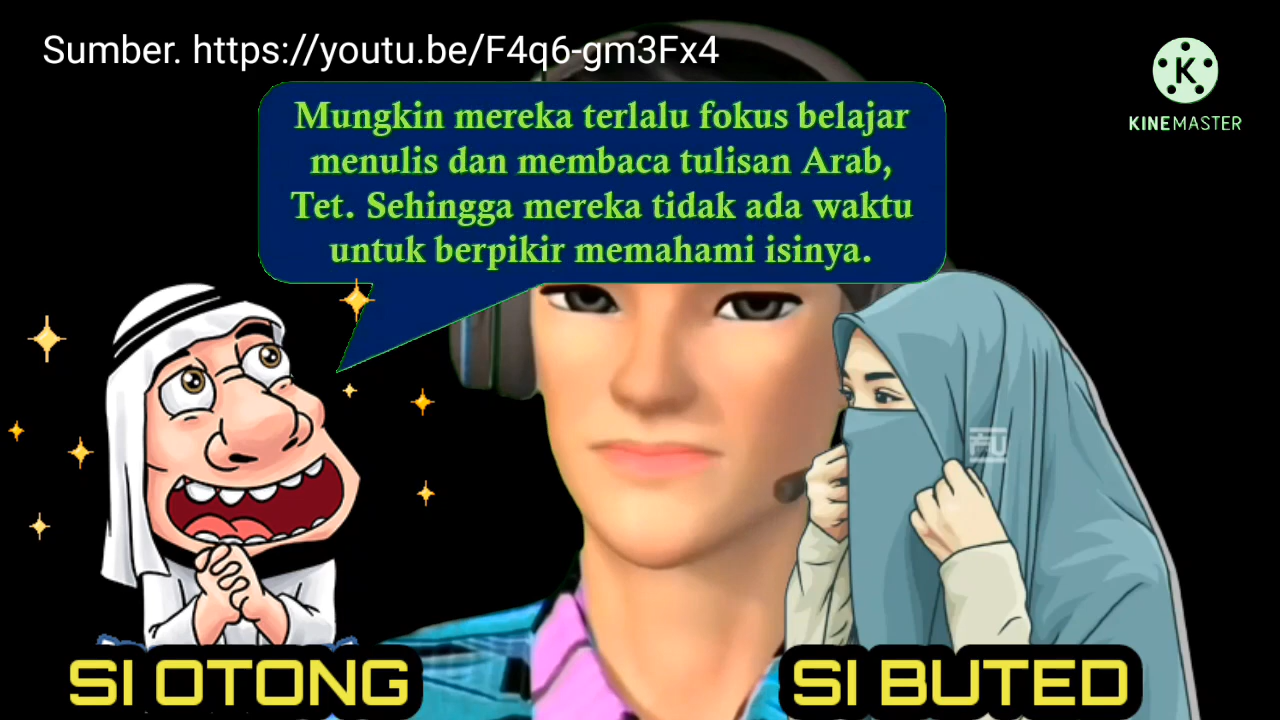 Sumber. https://youtu.be/F4q6-gm3Fx4
K
KINEMASTER
Mungkin mereka terlalu fokus belajar
menulis dan membaca tulisan Arab,
Tet. Sehingga mereka tidak ada waktu
untuk berpikir memahami isinya.
SI OTONG
SI BUTED